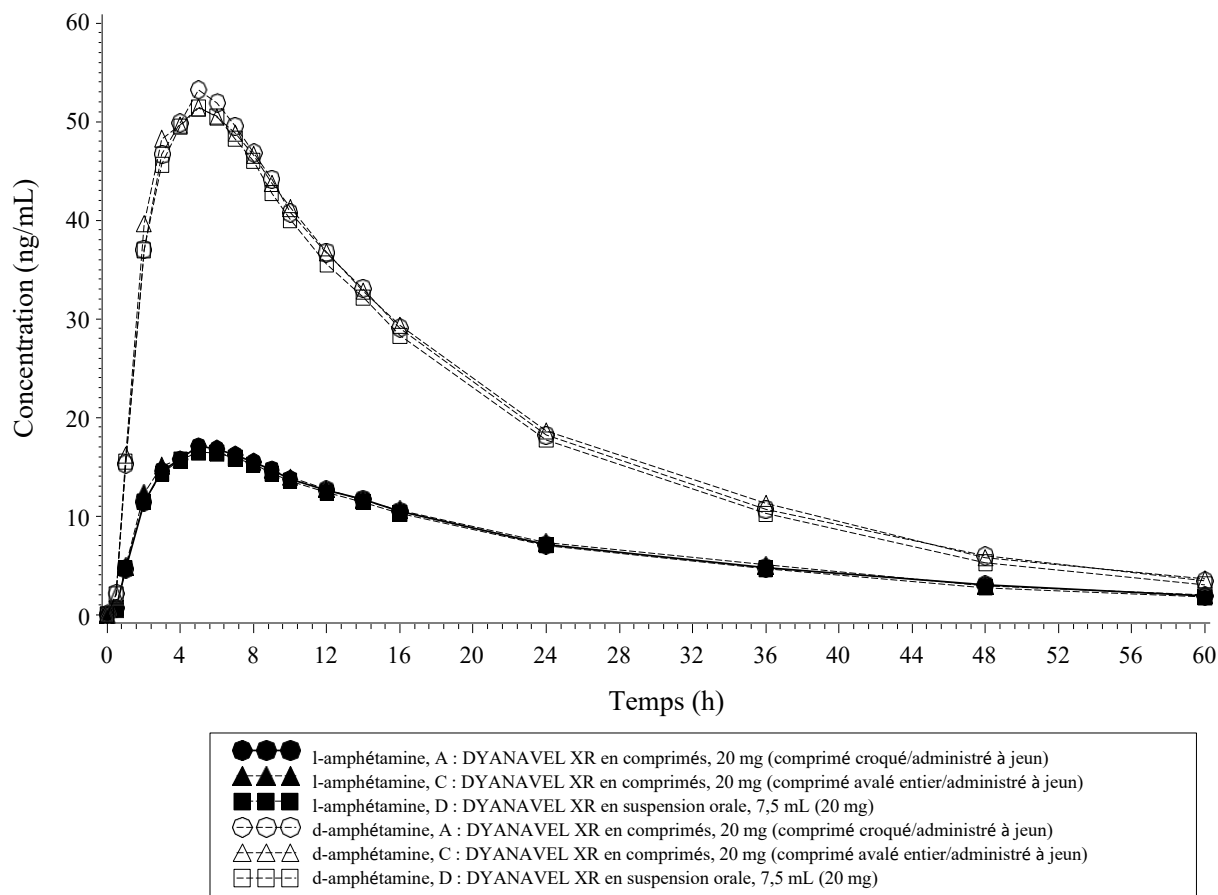 60
50
40
30
20
10
0
Concentration (ng/mL)
0 4 8 12 16 20 24 28 32 36 40 44 48 52 56 60
Temps (h)
l-amphétamine, A : DYANAVEL XR en comprimés, 20 mg (comprimé croqué/administré à jeun)
l-amphétamine, C : DYANAVEL XR en comprimés, 20 mg (comprimé avalé entier/administré à jeun)
l-amphétamine, D : DYANAVEL XR en suspension orale, 7,5 mL (20 mg)
d-amphétamine, A : DYANAVEL XR en comprimés, 20 mg (comprimé croqué/administré à jeun)
d-amphétamine, C : DYANAVEL XR en comprimés, 20 mg (comprimé avalé entier/administré à jeun)
d-amphétamine, D : DYANAVEL XR en suspension orale, 7,5 mL (20 mg)